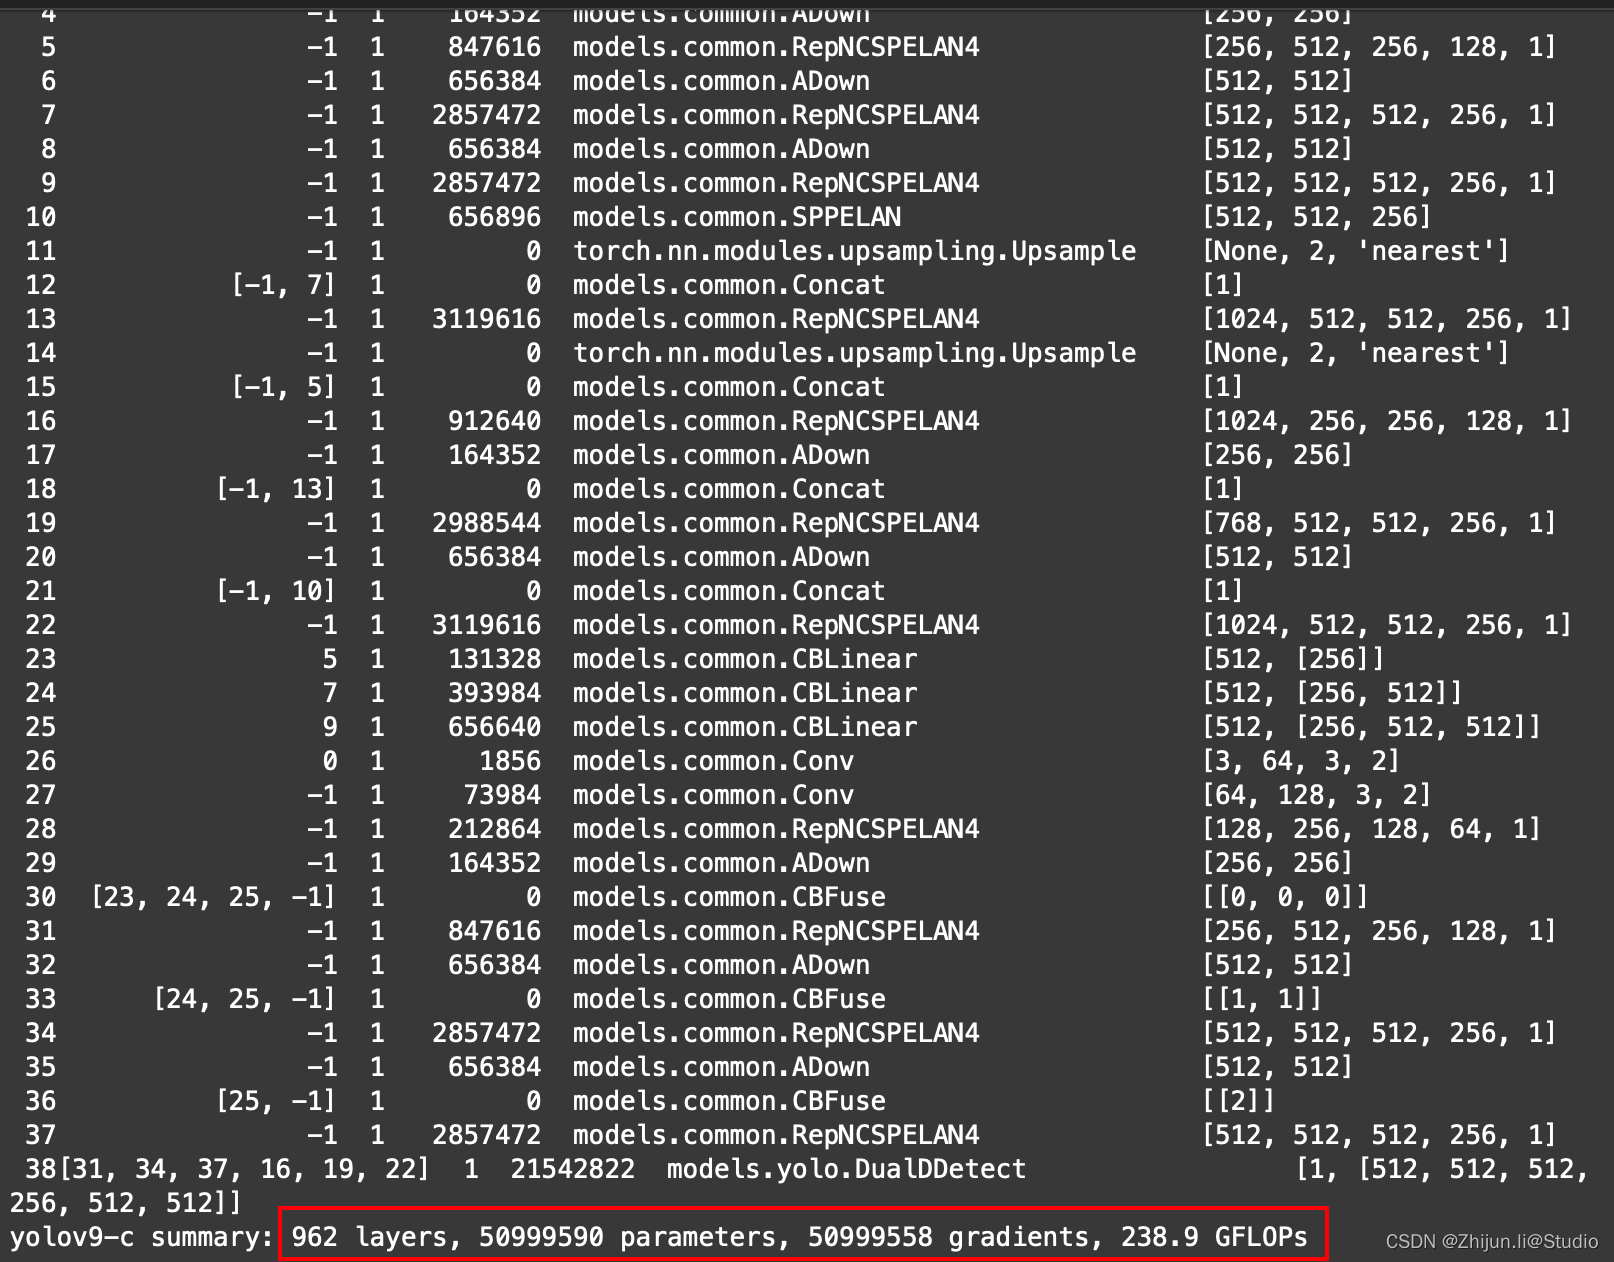 4 -1 1 164352 models.common.ADown [256, 256]
5 -1 1 847616 models.common.RepNCSPELAN4 [256, 512, 256, 128, 1]
6 -1 1 656384 models.common.ADown [512, 512]
7 -1 1 2857472 models.common.RepNCSPELAN4 [512, 512, 512, 256, 1]
8 -1 1 656384 models.common.ADown [512, 512]
9 -1 1 2857472 models.common.RepNCSPELAN4 [512, 512, 512, 256, 1]
10 -1 1 656896 models.common.SPPELAN [512, 512, 256]
11 -1 1 0 torch.nn.modules.upsampling.Upsample [None, 2, 'nearest']
12 [-1, 7] 1 0 models.common.Concat [1]
13 -1 1 3119616 models.common.RepNCSPELAN4 [1024, 512, 512, 256, 1]
14 -1 1 0 torch.nn.modules.upsampling.Upsample [None, 2, 'nearest']
15 [-1, 5] 1 0 models.common.Concat [1]
16 -1 1 912640 models.common.RepNCSPELAN4 [1024, 256, 256, 128, 1]
17 -1 1 164352 models.common.ADown [256, 256]
18 [-1, 13] 1 0 models.common.Concat [1]
19 -1 1 2988544 models.common.RepNCSPELAN4 [768, 512, 512, 256, 1]
20 -1 1 656384 models.common.ADown [512, 512]
21 [-1, 10] 1 0 models.common.Concat [1]
22 -1 1 3119616 models.common.RepNCSPELAN4 [1024, 512, 512, 256, 1]
23 5 1 131328 models.common.CBLinear [512, [256]]
24 7 1 393984 models.common.CBLinear [512, [256, 512]]
25 9 1 656640 models.common.CBLinear [512, [256, 512, 512]]
26 0 1 1856 models.common.Conv [3, 64, 3, 2]
27 -1 1 73984 models.common.Conv [64, 128, 3, 2]
28 -1 1 212864 models.common.RepNCSPELAN4 [128, 256, 128, 64, 1]
29 -1 1 164352 models.common.ADown [256, 256]
30 [23, 24, 25, -1] 1 0 models.common.CBFuse [[0, 0, 0]]
31 -1 1 847616 models.common.RepNCSPELAN4 [256, 512, 256, 128, 1]
32 -1 1 656384 models.common.ADown [512, 512]
33 [24, 25, -1] 1 0 models.common.CBFuse [[1, 1]]
34 -1 1 2857472 models.common.RepNCSPELAN4 [512, 512, 512, 256, 1]
35 -1 1 656384 models.common.ADown [512, 512]
36 [25, -1] 1 0 models.common.CBFuse [[2]]
37 -1 1 2857472 models.common.RepNCSPELAN4 [512, 512, 512, 256, 1]
38[31, 34, 37, 16, 19, 22] 1 21542822 models.yolo.DualDDetect [1, [512, 512, 512,
256, 512, 512]]
yolov9-c summary: 962 layers, 50999590 parameters, 50999558 gradients, 238.9 GFLOPs
CSDN @Zhijun.li@Studio